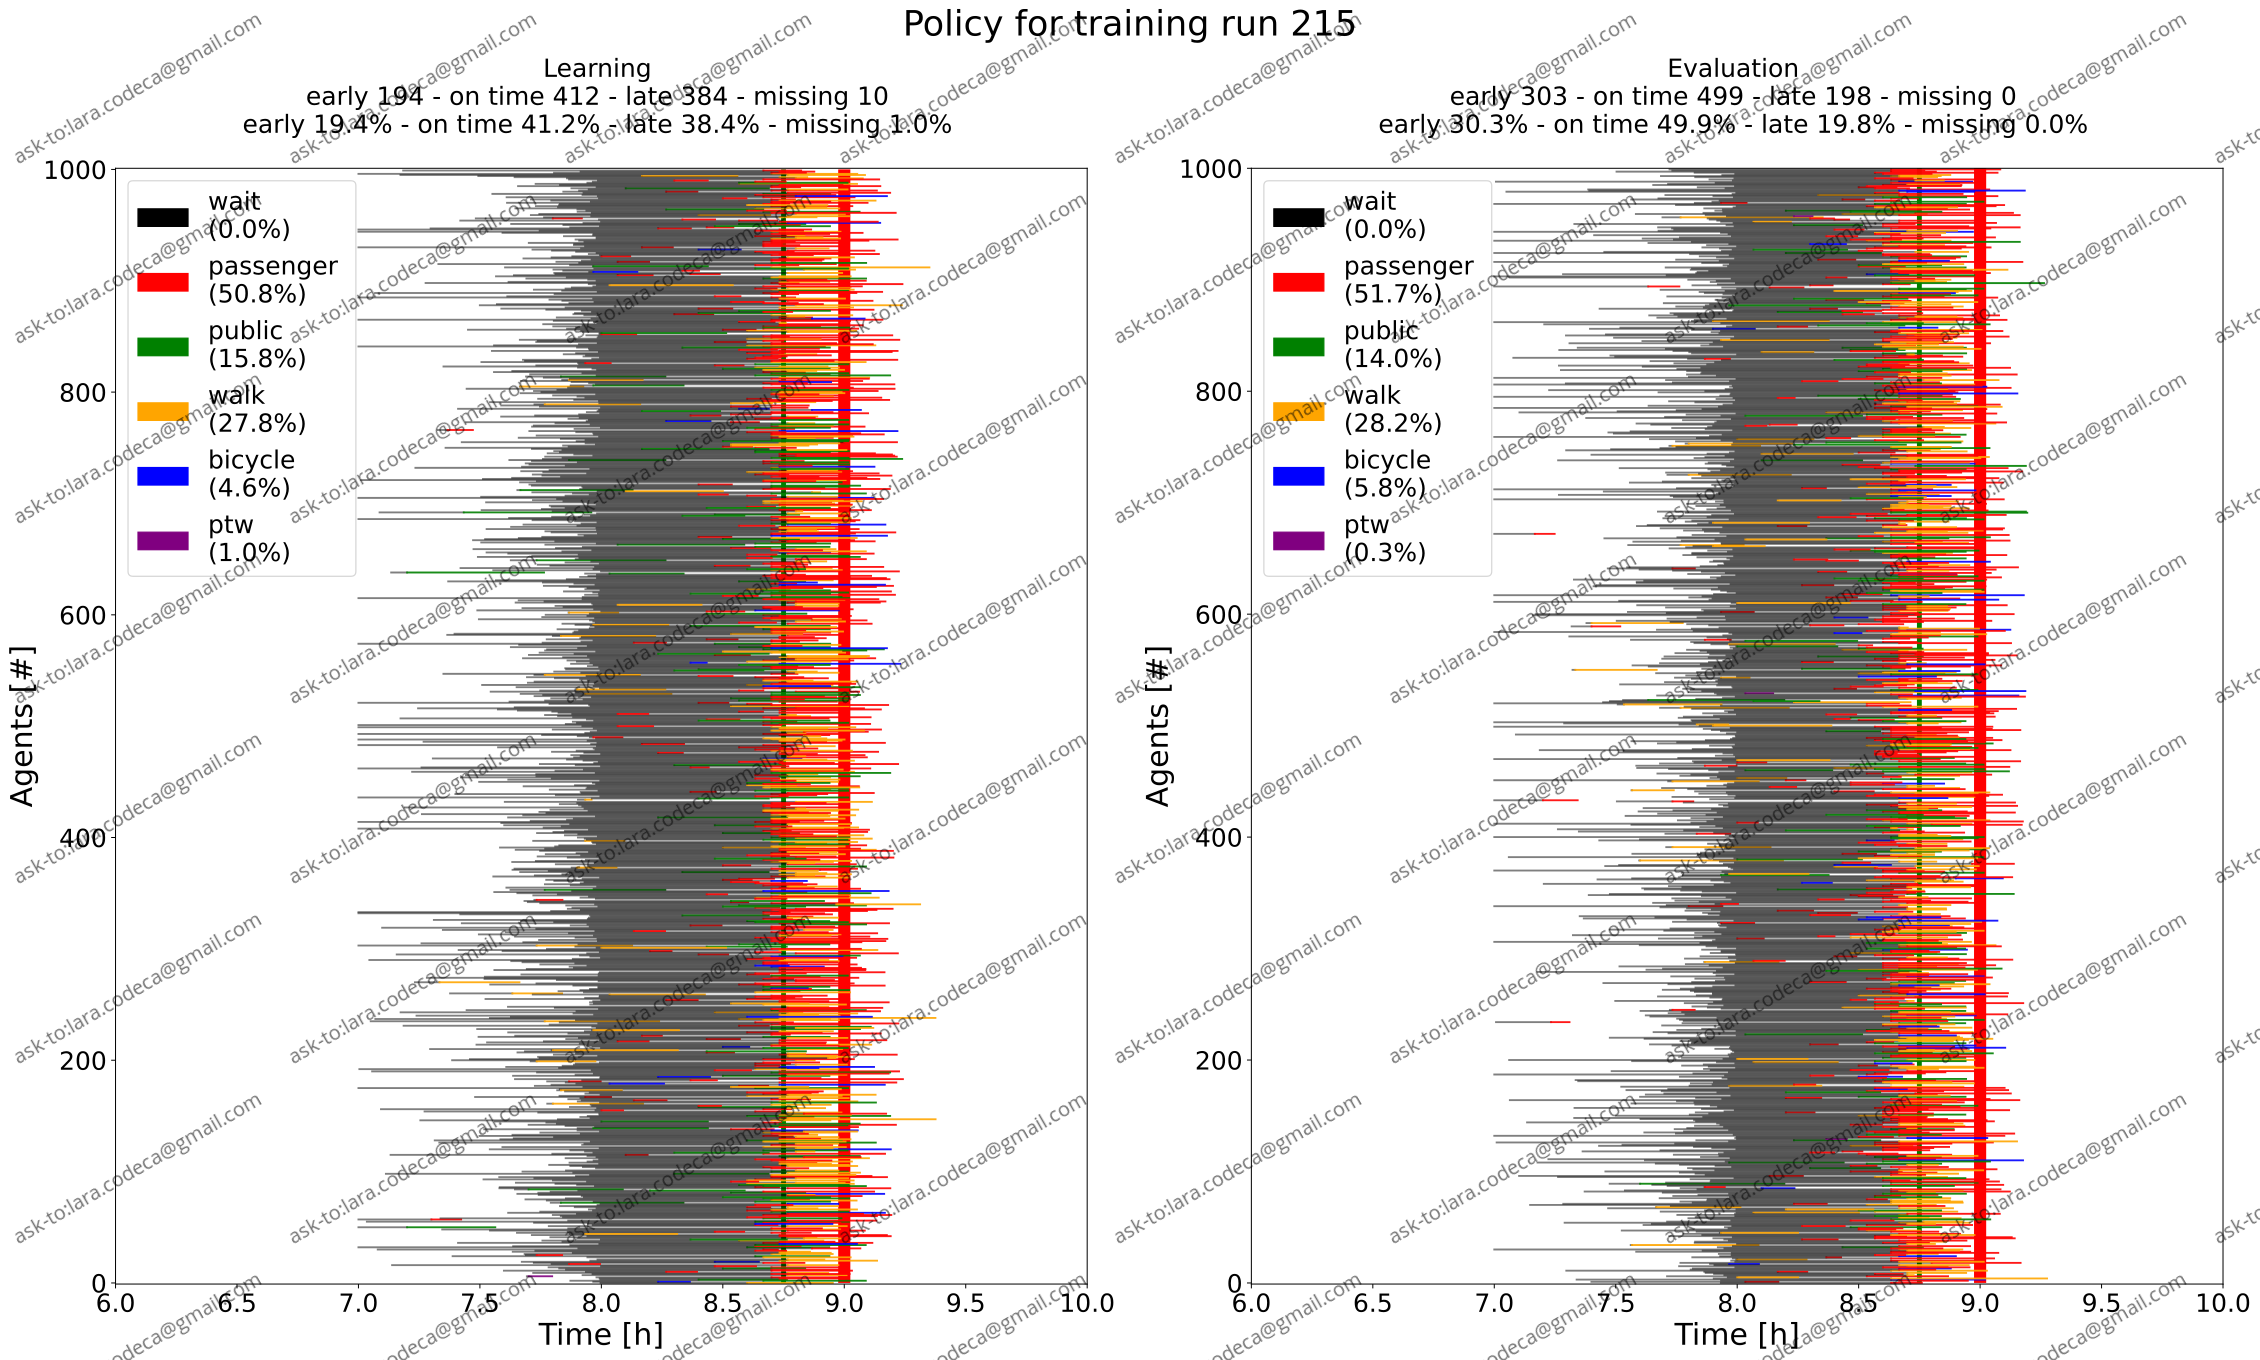 Policy for training run 215
Learning
early 194 - on time 412 - late 384 - missing 10
early 19.4% - on time 41.2% - late 38.4% - missing 1.0%
Agents [#]
1000
800
600
400
200
0
wait
(0.0%)
passenger
(50.8%)
public
(15.8%)
walk
(27.8%)
bicycle
(4.6%)
ptw
(1.0%)
6.0 6.5 7.0 7.5 8.0 8.5 9.0 9.5 10.0
Time [h]
Evaluation
early 303 - on time 499 - late 198 - missing 0
early 30.3% - on time 49.9% - late 19.8% - missing 0.0%
Agents [#]
1000
800
600
400
200
0
wait
(0.0%)
passenger
(51.7%)
public
(14.0%)
walk
(28.2%)
bicycle
(5.8%)
ptw
(0.3%)
6.0 6.5 7.0 7.5 8.0 8.5 9.0 9.5 10.0
Time [h]
ask-to:lara.codeca@gmail.com